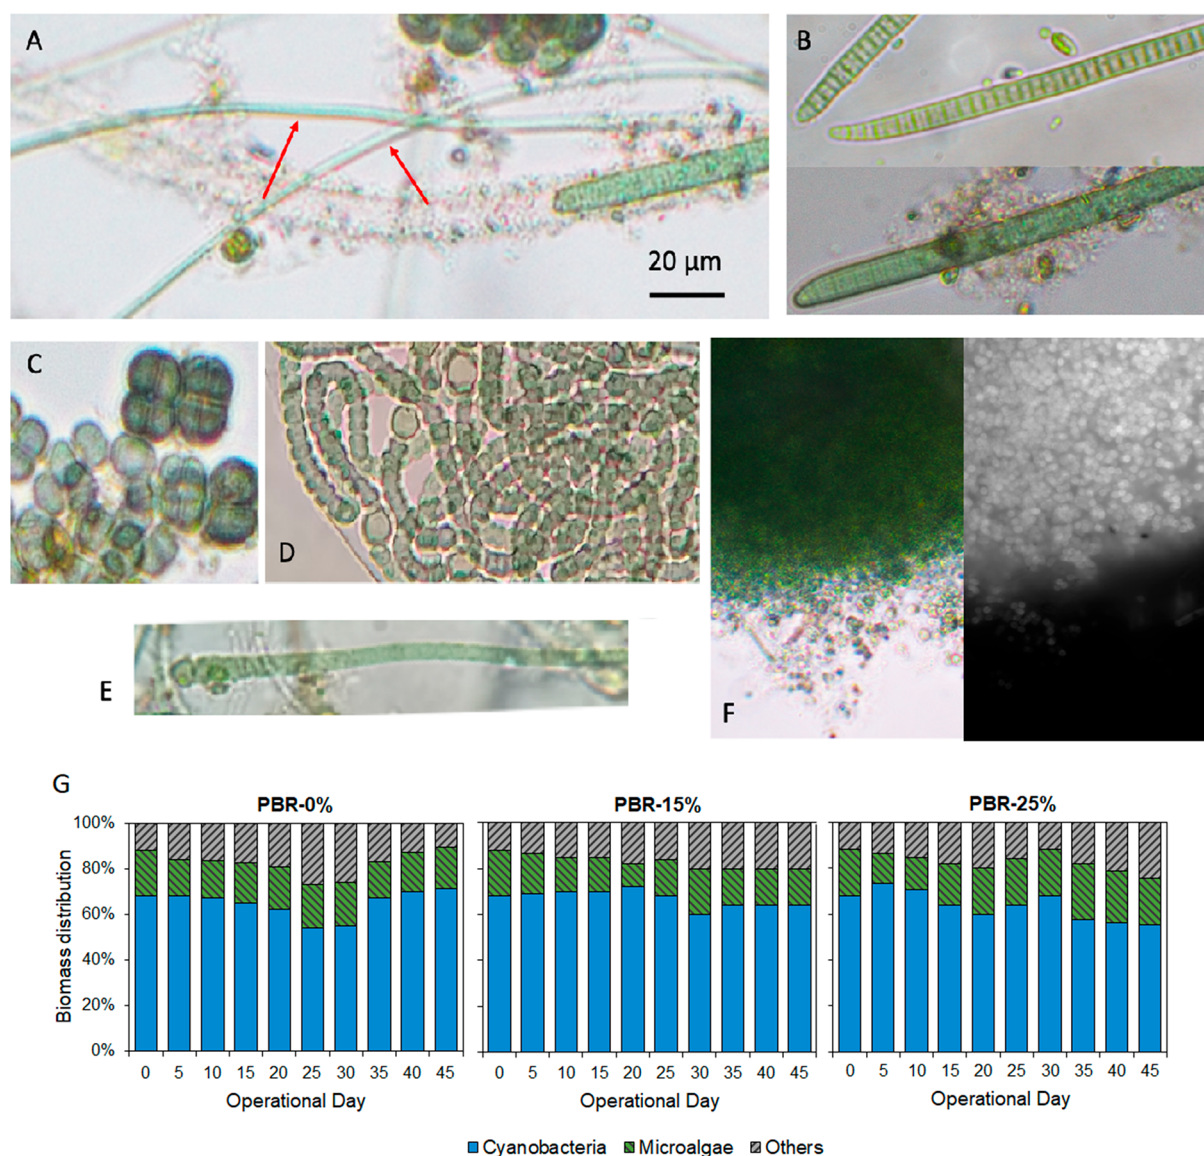 A
B
20 µm
C
D
E
F
G
PBR-0%
PBR-15%
PBR-25%
Biomass distribution
100%
80%
60%
40%
20%
0%
0 5 10 15 20 25 30 35 40 45
0 5 10 15 20 25 30 35 40 45
0 5 10 15 20 25 30 35 40 45
Operational Day
Operational Day
Operational Day
Cyanobacteria Microalgae Others